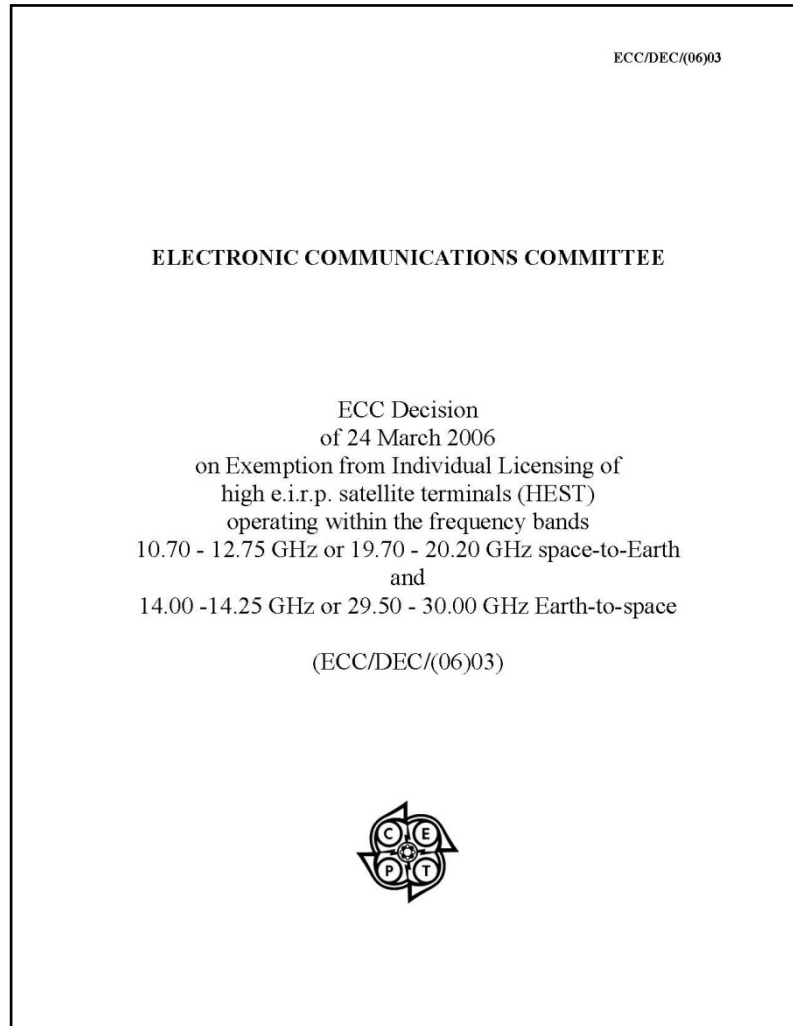 ECC/DEC/(06)03
ELECTRONIC COMMUNICATIONS COMMITTEE
ECC Decision
of 24 March 2006
on Exemption from Individual Licensing of
high e.i.r.p. satellite terminals (HEST)
operating within the frequency bands
10.70 - 12.75 GHz or 19.70 - 20.20 GHz space-to-Earth
and
14.00 -14.25 GHz or 29.50 - 30.00 GHz Earth-to-space
(ECC/DEC/(06)03)
C E
P T